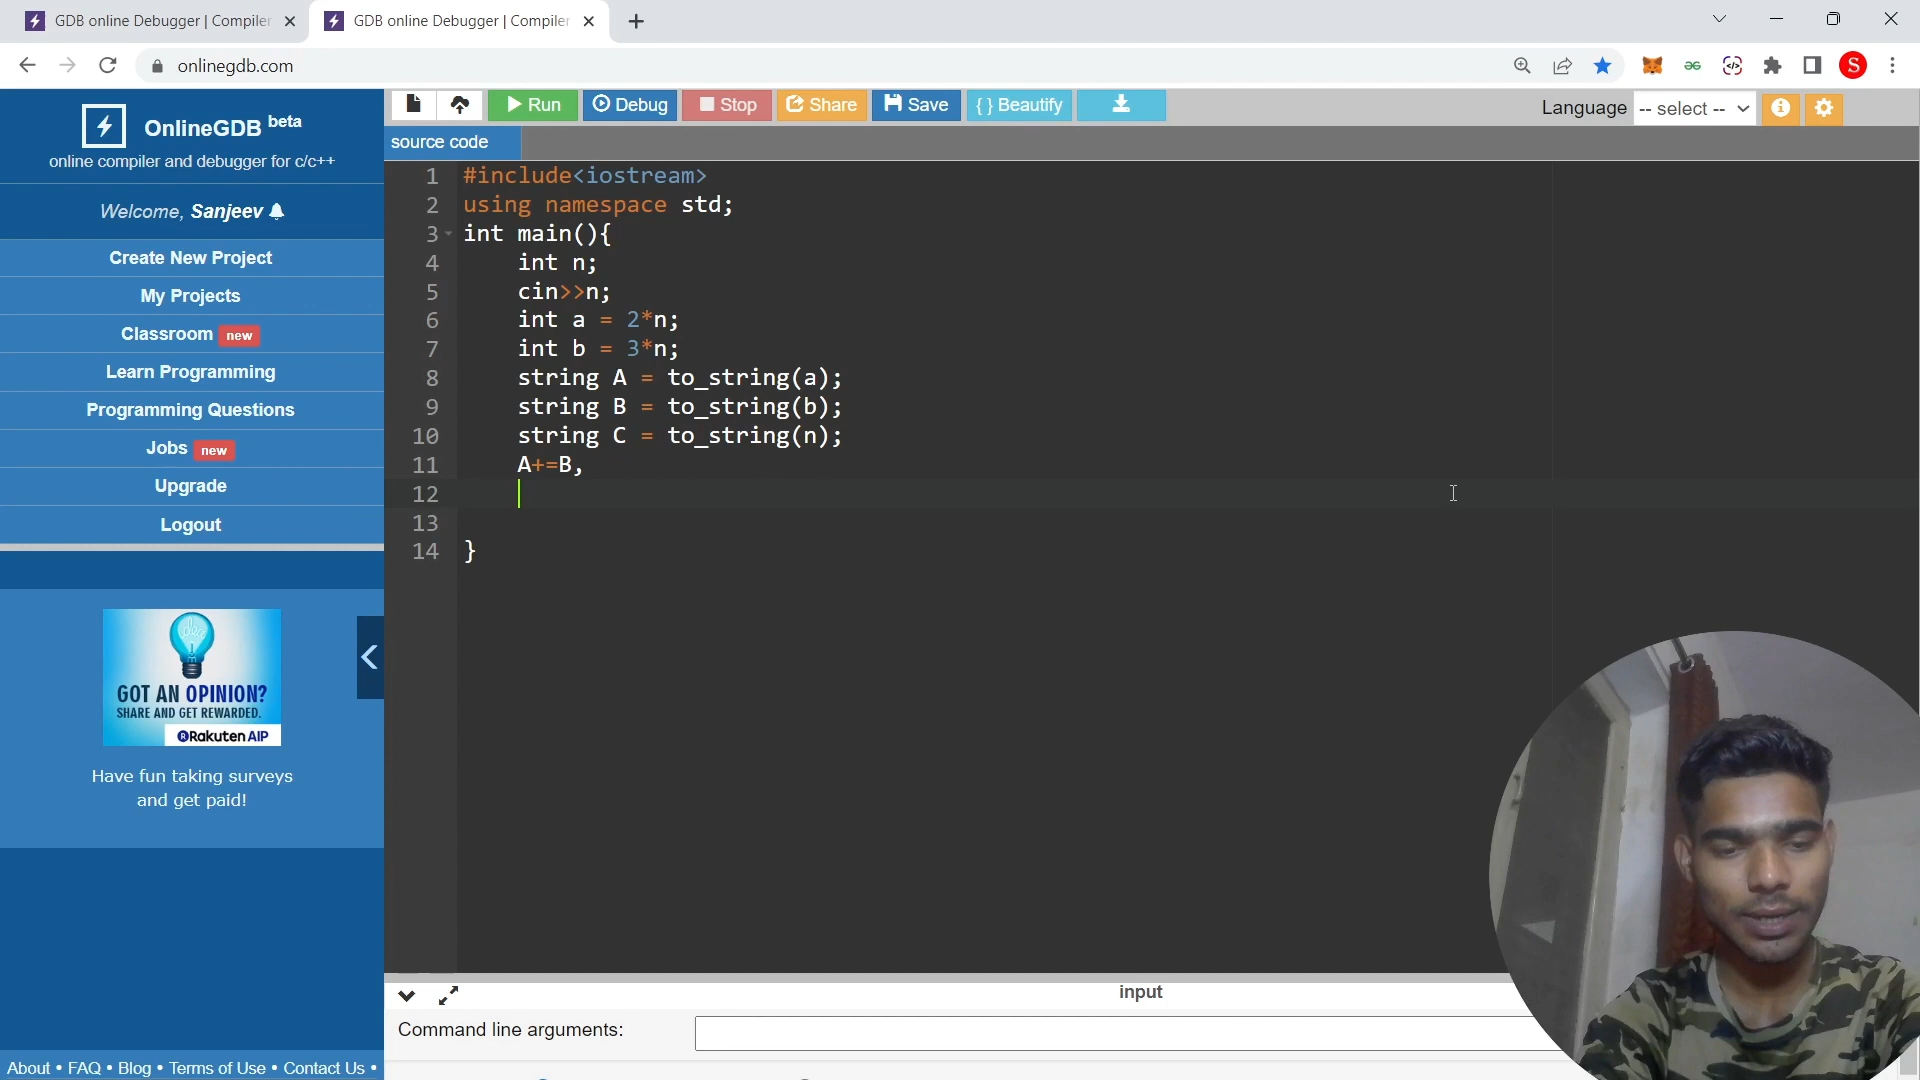 GDB online Debugger | Compiler
GDB online Debugger | Compiler
onlinegdb.com
S
OnlineGDB beta
online compiler and debugger for c/c++
Welcome, Sanjeev
Create New Project
My Projects
Classroom new
Learn Programming
Programming Questions
Jobs new
Upgrade
Logout
GOT AN OPINION?
SHARE AND GET REWARDED.
Rakuten AIP
Have fun taking surveys
and get paid!
About • FAQ • Blog • Terms of Use • Contact Us •
Run Debug Stop Share Save { } Beautify
Language -- select --
source code
1 #include<iostream>
2 using namespace std;
3 int main(){
4 int n;
5 cin>>n;
6 int a = 2*n;
7 int b = 3*n;
8 string A = to_string(a);
9 string B = to_string(b);
10 string C = to_string(n);
11 A+=B,
12
13
14 }
input
Command line arguments: